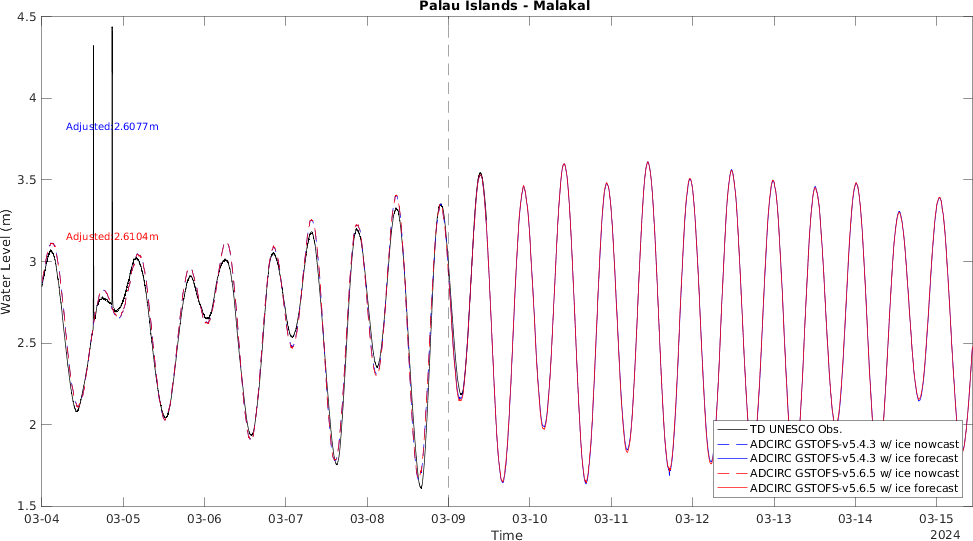 Palau Islands - Malakal
4.5
4
3.5
3
2.5
2
1.5
Water Level (m)
Adjusted:2.6077m
Adjusted:2.6104m
TD UNESCO Obs.
ADCIRC GSTOFS-v5.4.3 w/ ice nowcast
ADCIRC GSTOFS-v5.4.3 w/ ice forecast
ADCIRC GSTOFS-v5.6.5 w/ ice nowcast
ADCIRC GSTOFS-v5.6.5 w/ ice forecast
03-04 03-05 03-06 03-07 03-08 03-09 03-10 03-11 03-12 03-13 03-14 03-15
Time
2024